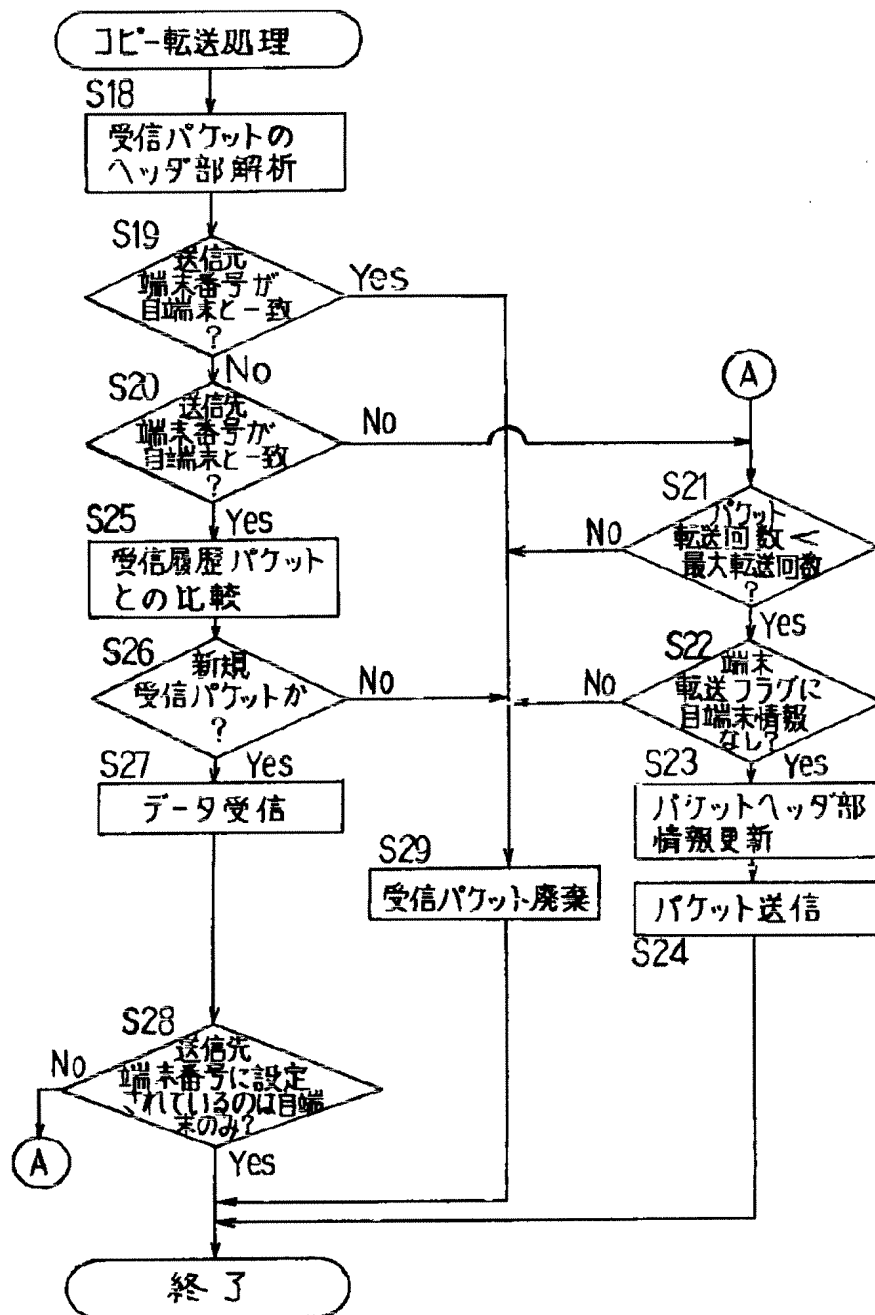 コピー転送処理
S18
受信パケットの
ヘッダ部解析
S19
送信元
端末番号が
自端末と一致
?
Yes
No
S20
送信先
端末番号が
自端末と一致
?
No
Yes
A
S21
パケット
転送回数<
最大転送回数
?
No
Yes
S25
受信履歴パケット
との比較
S22
端末
転送フラグに
自端末情報
なし?
No
Yes
S26
新規
受信パケットか
?
No
Yes
S23
パケットヘッダ部
情報更新
S27
データ受信
S29
受信パケット廃棄
パケット送信
S24
S28
送信先
端末番号に設定
されているのは自端
末のみ?
No
Yes
A
終了